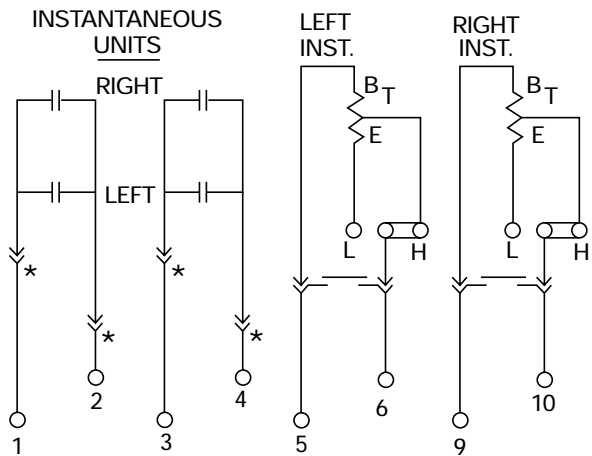 INSTANTANEOUS
UNITS
RIGHT
LEFT
*
*
*
*
1
2
3
4
LEFT
INST.
B
T
E
L
H
5
6
RIGHT
INST.
B
T
E
L
H
9
10